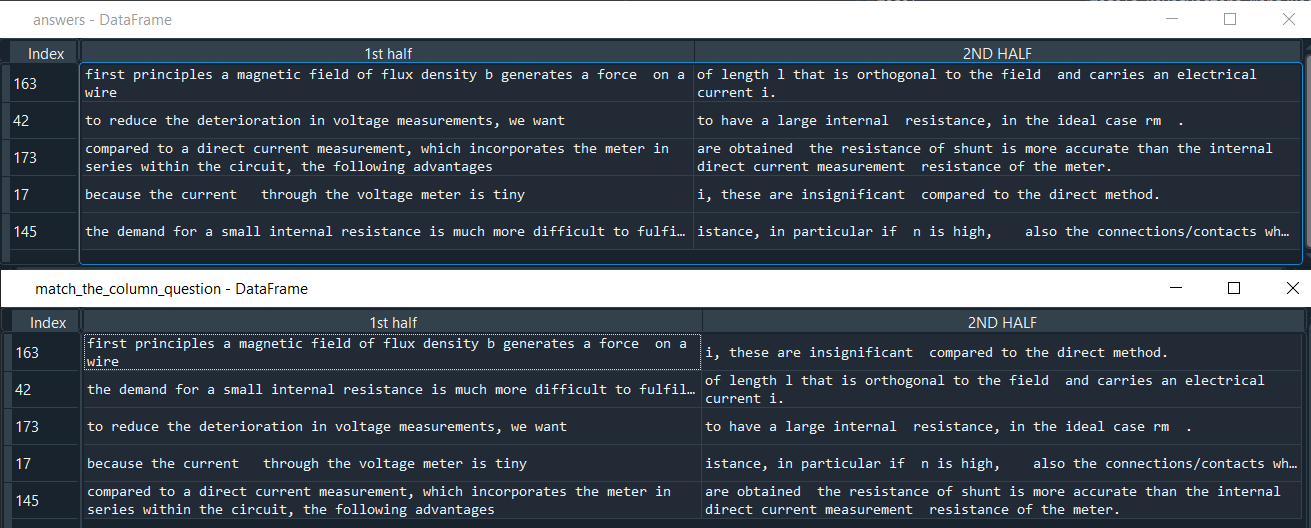 answers - DataFrame
Index 1st half 2ND HALF
163 first principles a magnetic field of flux density b generates a force  on a of length l that is orthogonal to the field  and carries an electrical
wire current i.
42 to reduce the deterioration in voltage measurements, we want to have a large internal  resistance, in the ideal case rm  .
173 compared to a direct current measurement, which incorporates the meter in are obtained  the resistance of shunt is more accurate than the internal
series within the circuit, the following advantages direct current measurement  resistance of the meter.
17 because the current   through the voltage meter is tiny i, these are insignificant  compared to the direct method.
145 the demand for a small internal resistance is much more difficult to fulfi… istance, in particular if  n is high,    also the connections/contacts wh…
match_the_column_question - DataFrame
Index 1st half 2ND HALF
163 first principles a magnetic field of flux density b generates a force  on a i, these are insignificant  compared to the direct method.
wire
42 the demand for a small internal resistance is much more difficult to fulfil… of length l that is orthogonal to the field  and carries an electrical
current i.
173 to reduce the deterioration in voltage measurements, we want to have a large internal  resistance, in the ideal case rm  .
17 because the current   through the voltage meter is tiny istance, in particular if  n is high,    also the connections/contacts wh…
145 compared to a direct current measurement, which incorporates the meter in are obtained  the resistance of shunt is more accurate than the internal
series within the circuit, the following advantages direct current measurement  resistance of the meter.